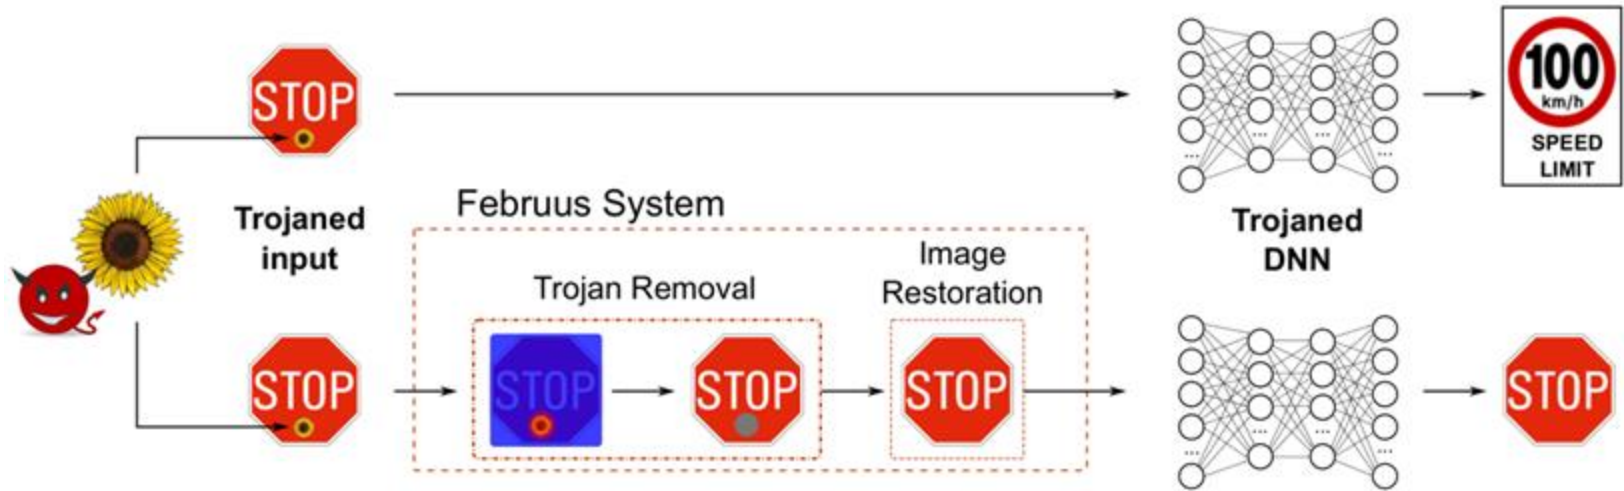 STOP
100
km/h
SPEED
LIMIT
Trojaned
input
Februus System
Trojaned
DNN
Image
Restoration
Trojan Removal
STOP
STOP
STOP
STOP
STOP